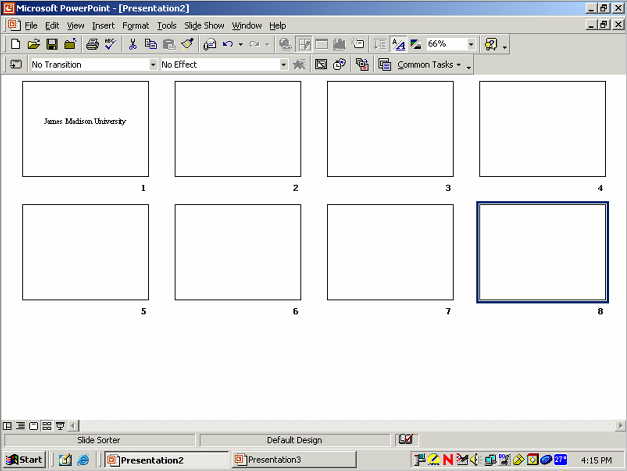 Microsoft PowerPoint - [Presentation2]
File Edit View Insert Format Tools Slide Show Window Help
66%
No Transition No Effect Common Tasks
James Madison University
1 2 3 4
5 6 7 8
Slide Sorter Default Design
Start Presentation2 Presentation3 N 27° 4:15 PM